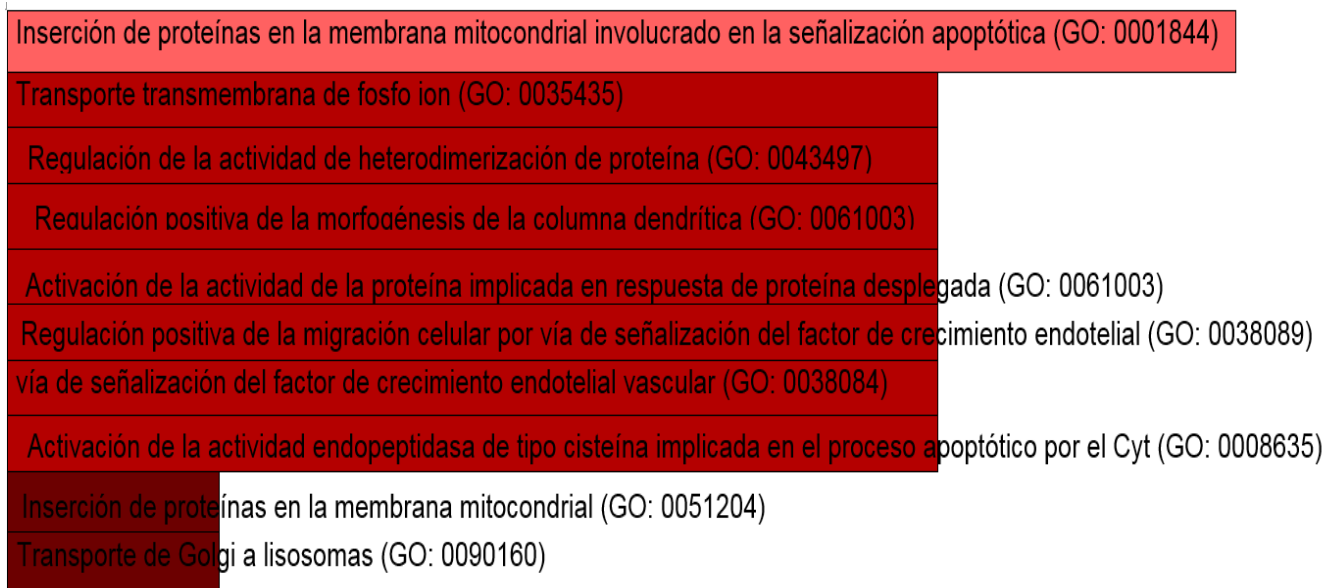 Inserción de proteínas en la membrana mitocondrial involucrado en la señalización apoptótica (GO: 0001844)
Transporte transmembrana de fosfo ion (GO: 0035435)
Regulación de la actividad de heterodimerización de proteína (GO: 0043497)
Regulación positiva de la morfogénesis de la columna dendrítica (GO: 0061003)
Activación de la actividad de la proteína implicada en respuesta de proteína desplegada (GO: 0061003)
Regulación positiva de la migración celular por vía de señalización del factor de crecimiento endotelial (GO: 0038089)
vía de señalización del factor de crecimiento endotelial vascular (GO: 0038084)
Activación de la actividad endopeptidasa de tipo cisteína implicada en el proceso apoptótico por el Cyt (GO: 0008635)
Inserción de proteínas en la membrana mitocondrial (GO: 0051204)
Transporte de Golgi a lisosomas (GO: 0090160)